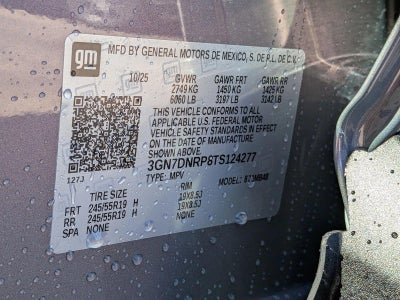 gm MFD BY GENERAL MOTORS DE MEXICO, S. DE R.L. DE C.V.
10/25 GVWR GAWR FRT GAWR RR
2749 KG 1450 KG 1425 KG
6060 LB 3197 LB 3142 LB
THIS VEHICLE CONFORMS TO ALL
APPLICABLE U.S. FEDERAL MOTOR
VEHICLE SAFETY STANDARDS IN EFFECT
ON THE DATE OF MANUFACTURE
SHOWN ABOVE.
3GN7DNRP9TS124277
127J TYPE: MPV MODEL:
TIRE SIZE RIM
FRT 245/55R19 H 19X8.5J
RR 245/55R19 H 19X8.5J
SPA NONE NONE